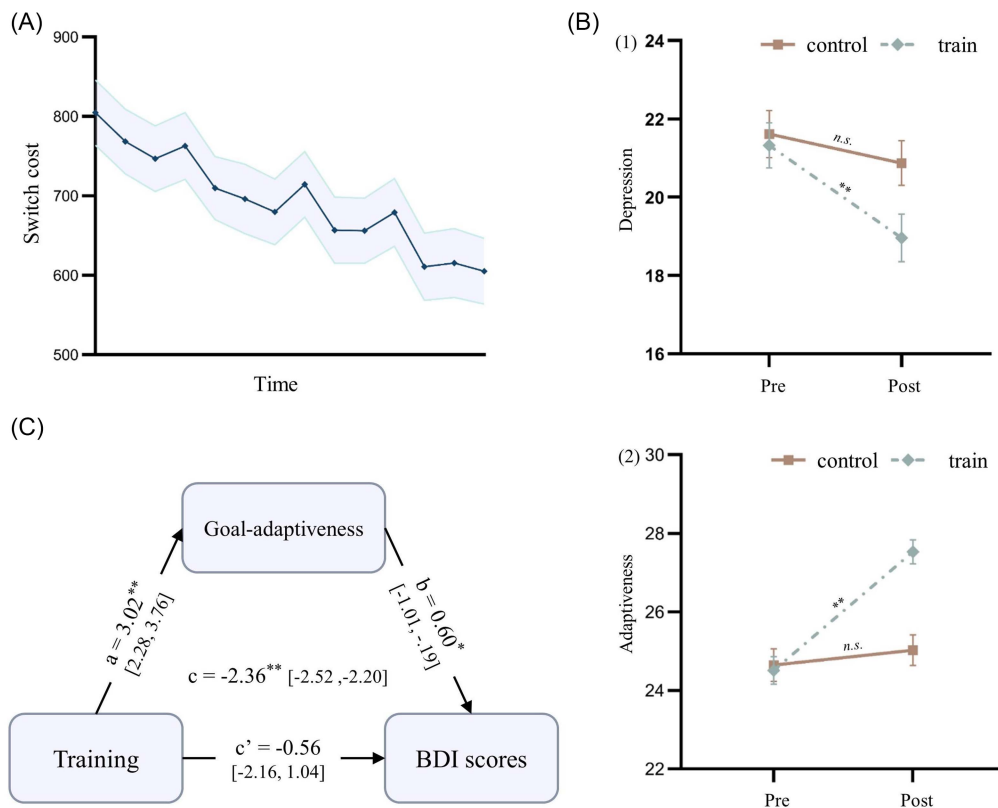 (A)
900
800
700
600
500
Switch cost
Time
(B)
(1)
control
train
24
22
20
18
16
Depression
n.s.
**
Pre
Post
(C)
Goal-adaptiveness
a = 3.02**
[2.28, 3.76]
b = 0.60*
[-1.01, -.19]
c = -2.36** [-2.52 ,-2.20]
Training
c’ = -0.56
[-2.16, 1.04]
BDI scores
(2)
control
train
30
28
26
24
22
Adaptiveness
**
n.s.
Pre
Post